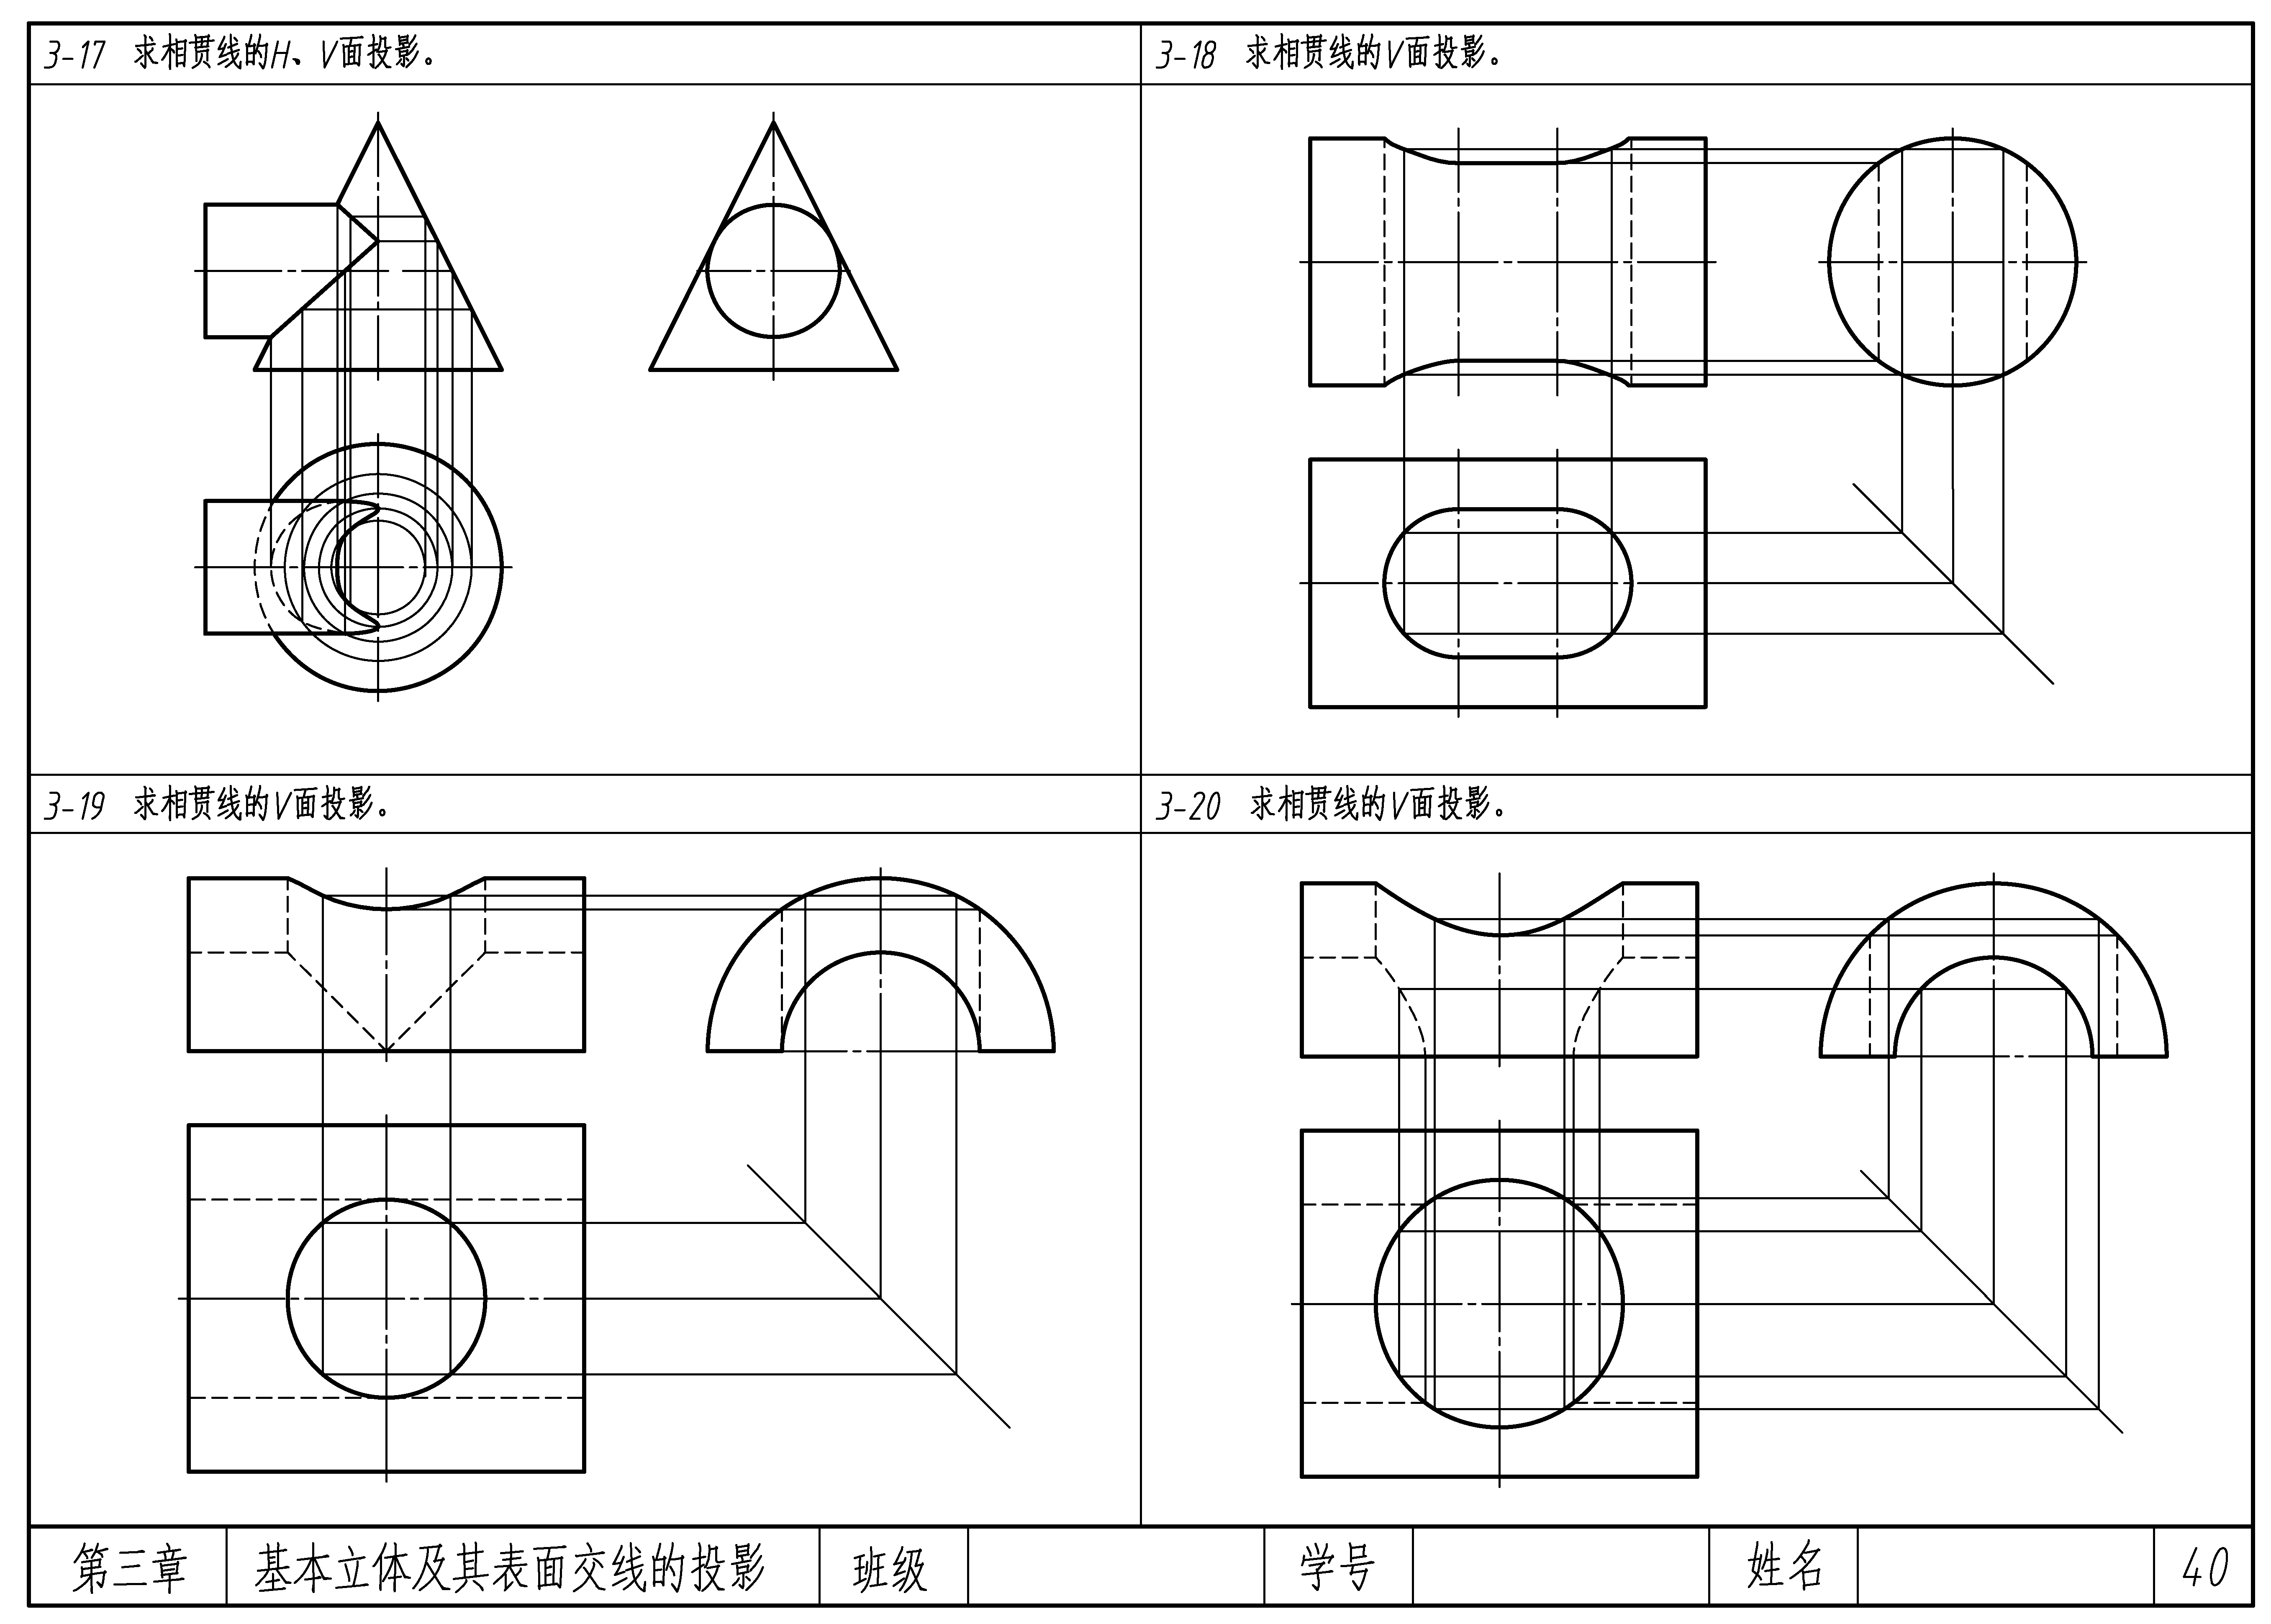 3-17 求相贯线的H、V面投影。
3-18 求相贯线的V面投影。
3-19 求相贯线的V面投影。
3-20 求相贯线的V面投影。
第三章 基本立体及其表面交线的投影 班级 学号 姓名 40